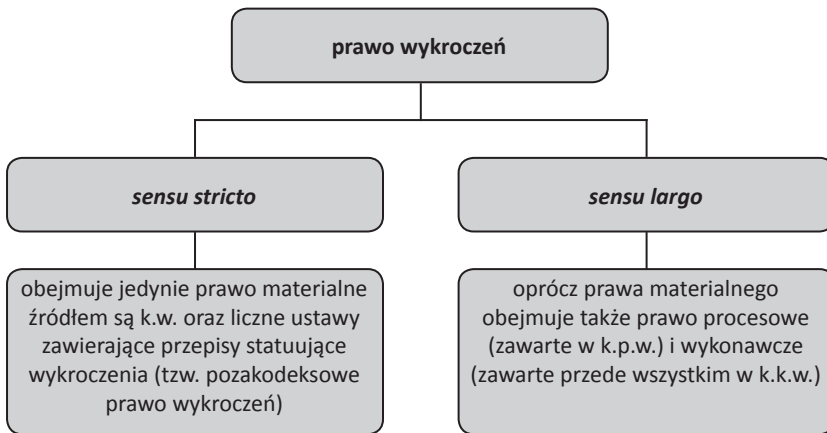 prawo wykroczeń
sensu stricto
sensu largo
obejmuje jedynie prawo materialne
źródłem są k.w. oraz liczne ustawy
zawierające przepisy statuujące
wykroczenia (tzw. pozakodeksowe
prawo wykroczeń)
oprócz prawa materialnego
obejmuje także prawo procesowe
(zawarte w k.p.w.) i wykonawcze
(zawarte przede wszystkim w k.k.w.)